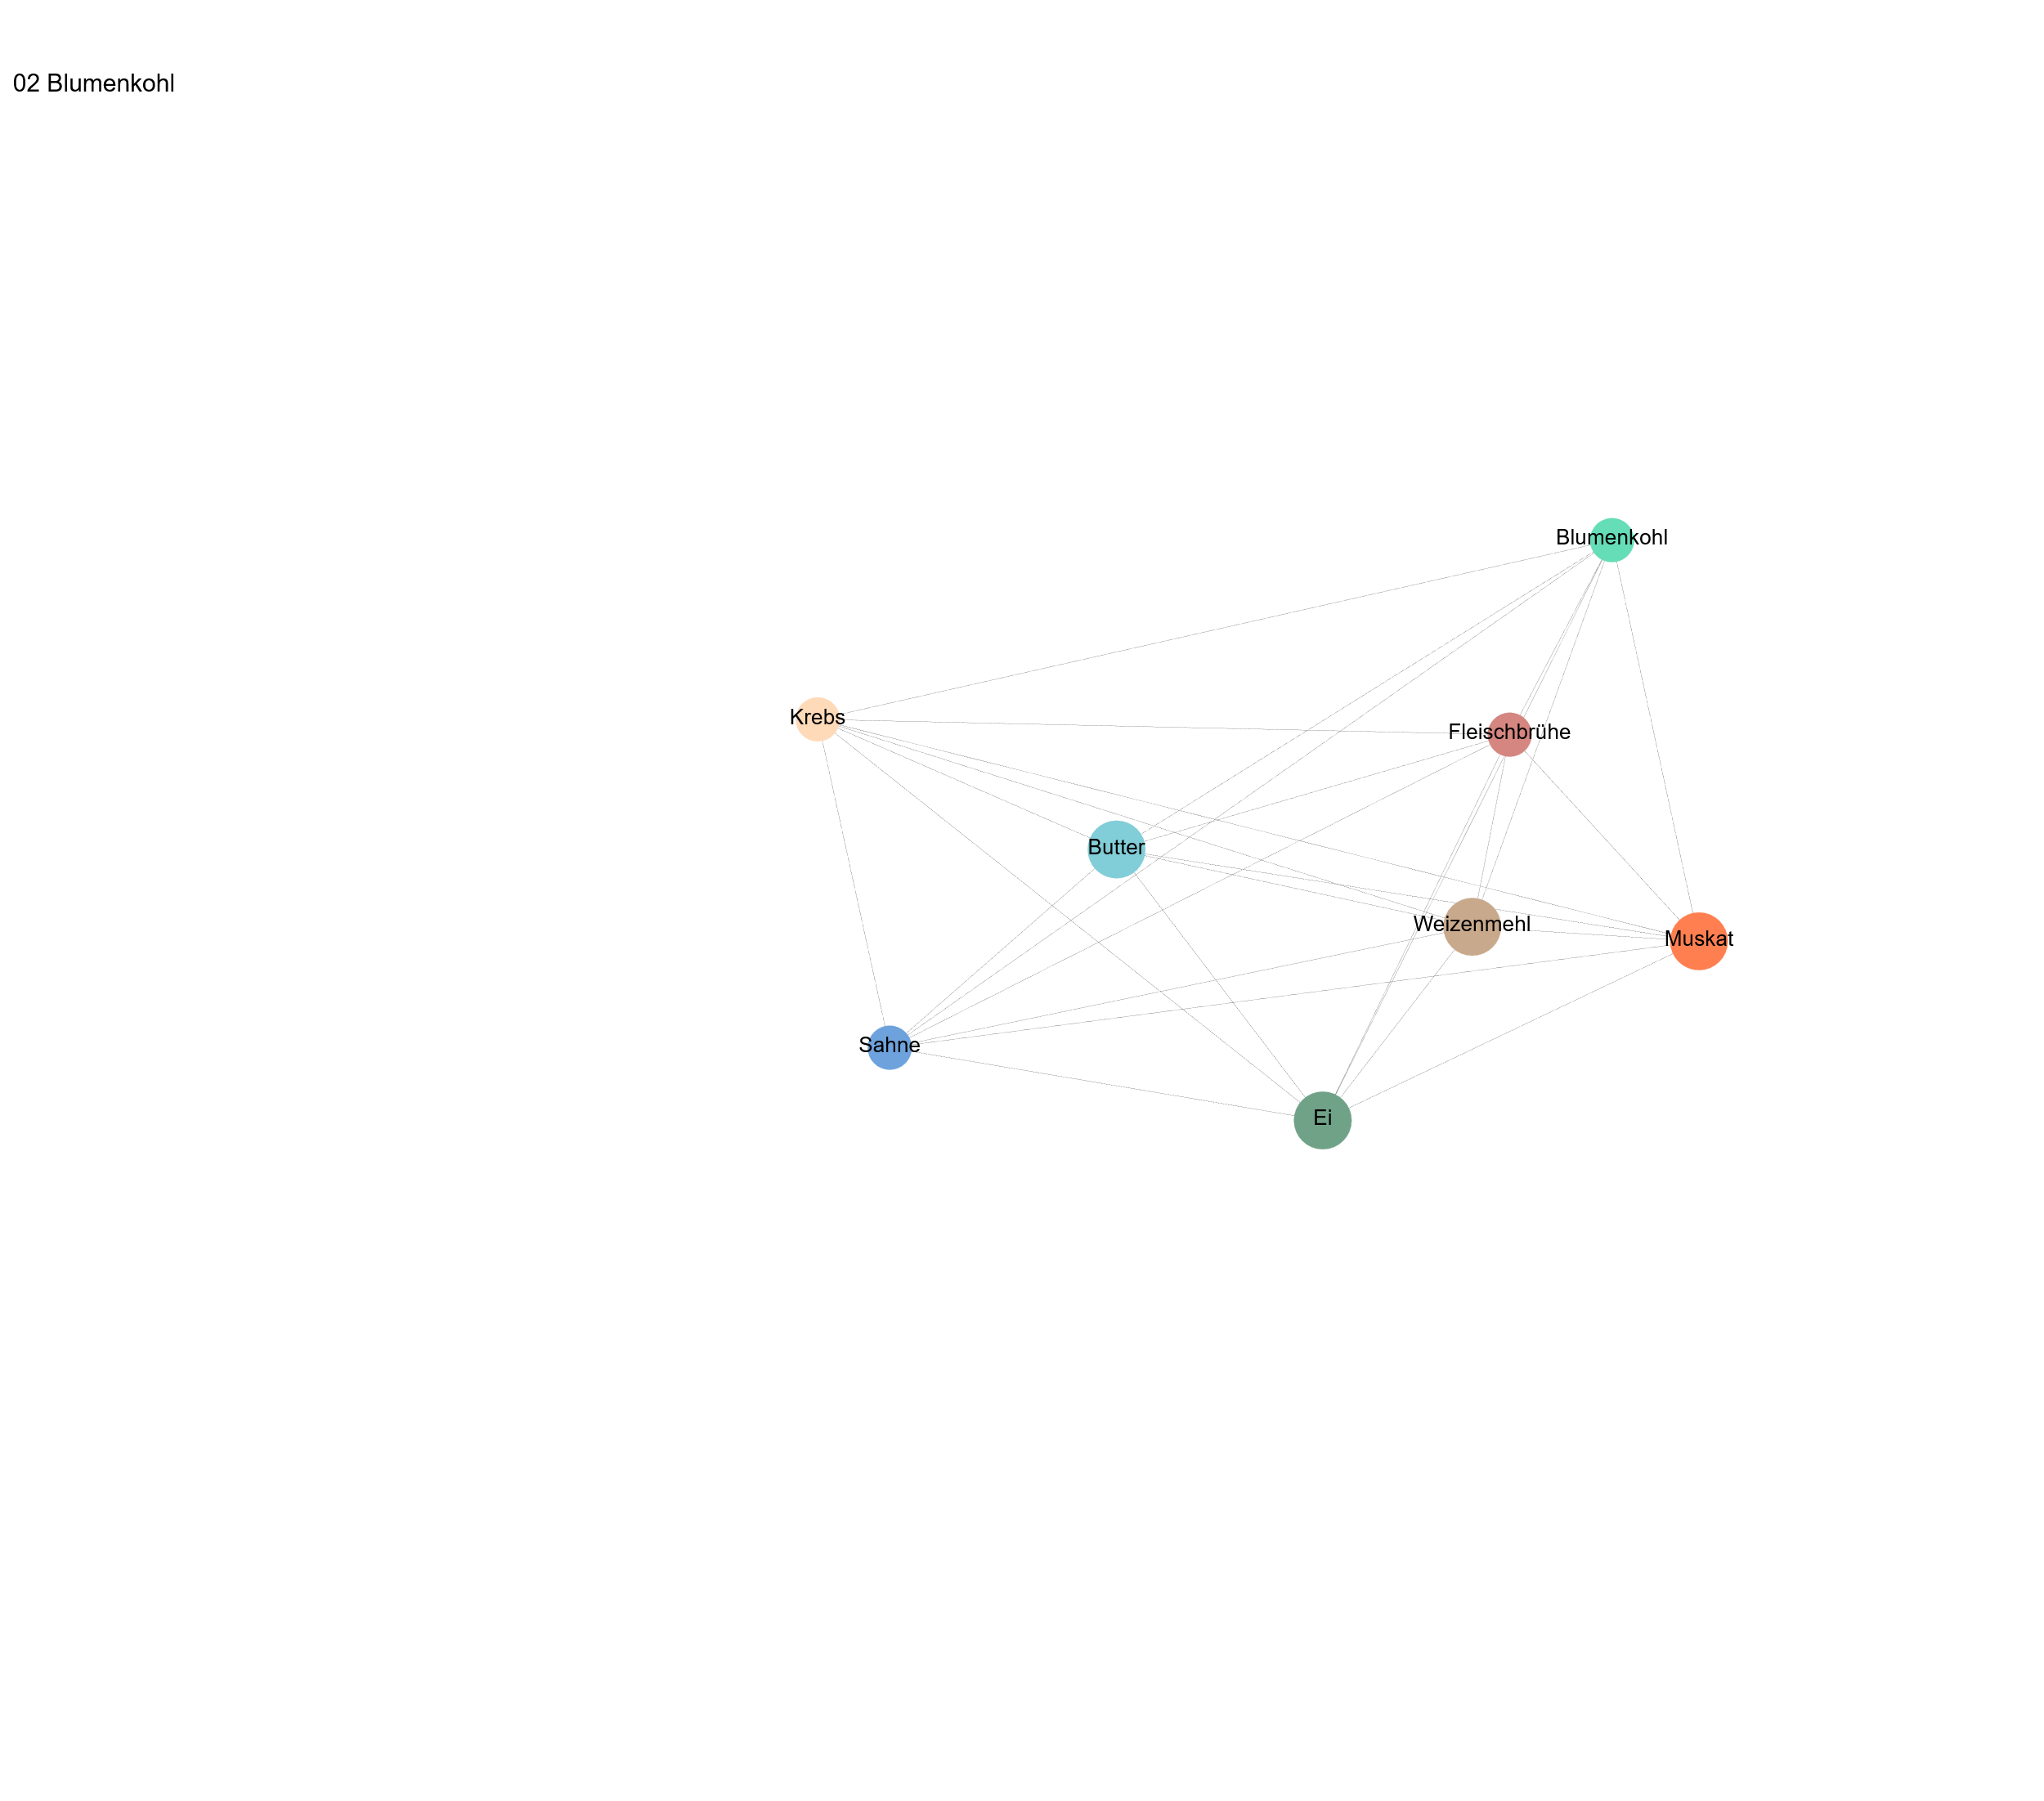 02 Blumenkohl
Blumenkohl
Krebs
Fleischbrühe
Butter
Weizenmehl
Muskat
Sahne
Ei